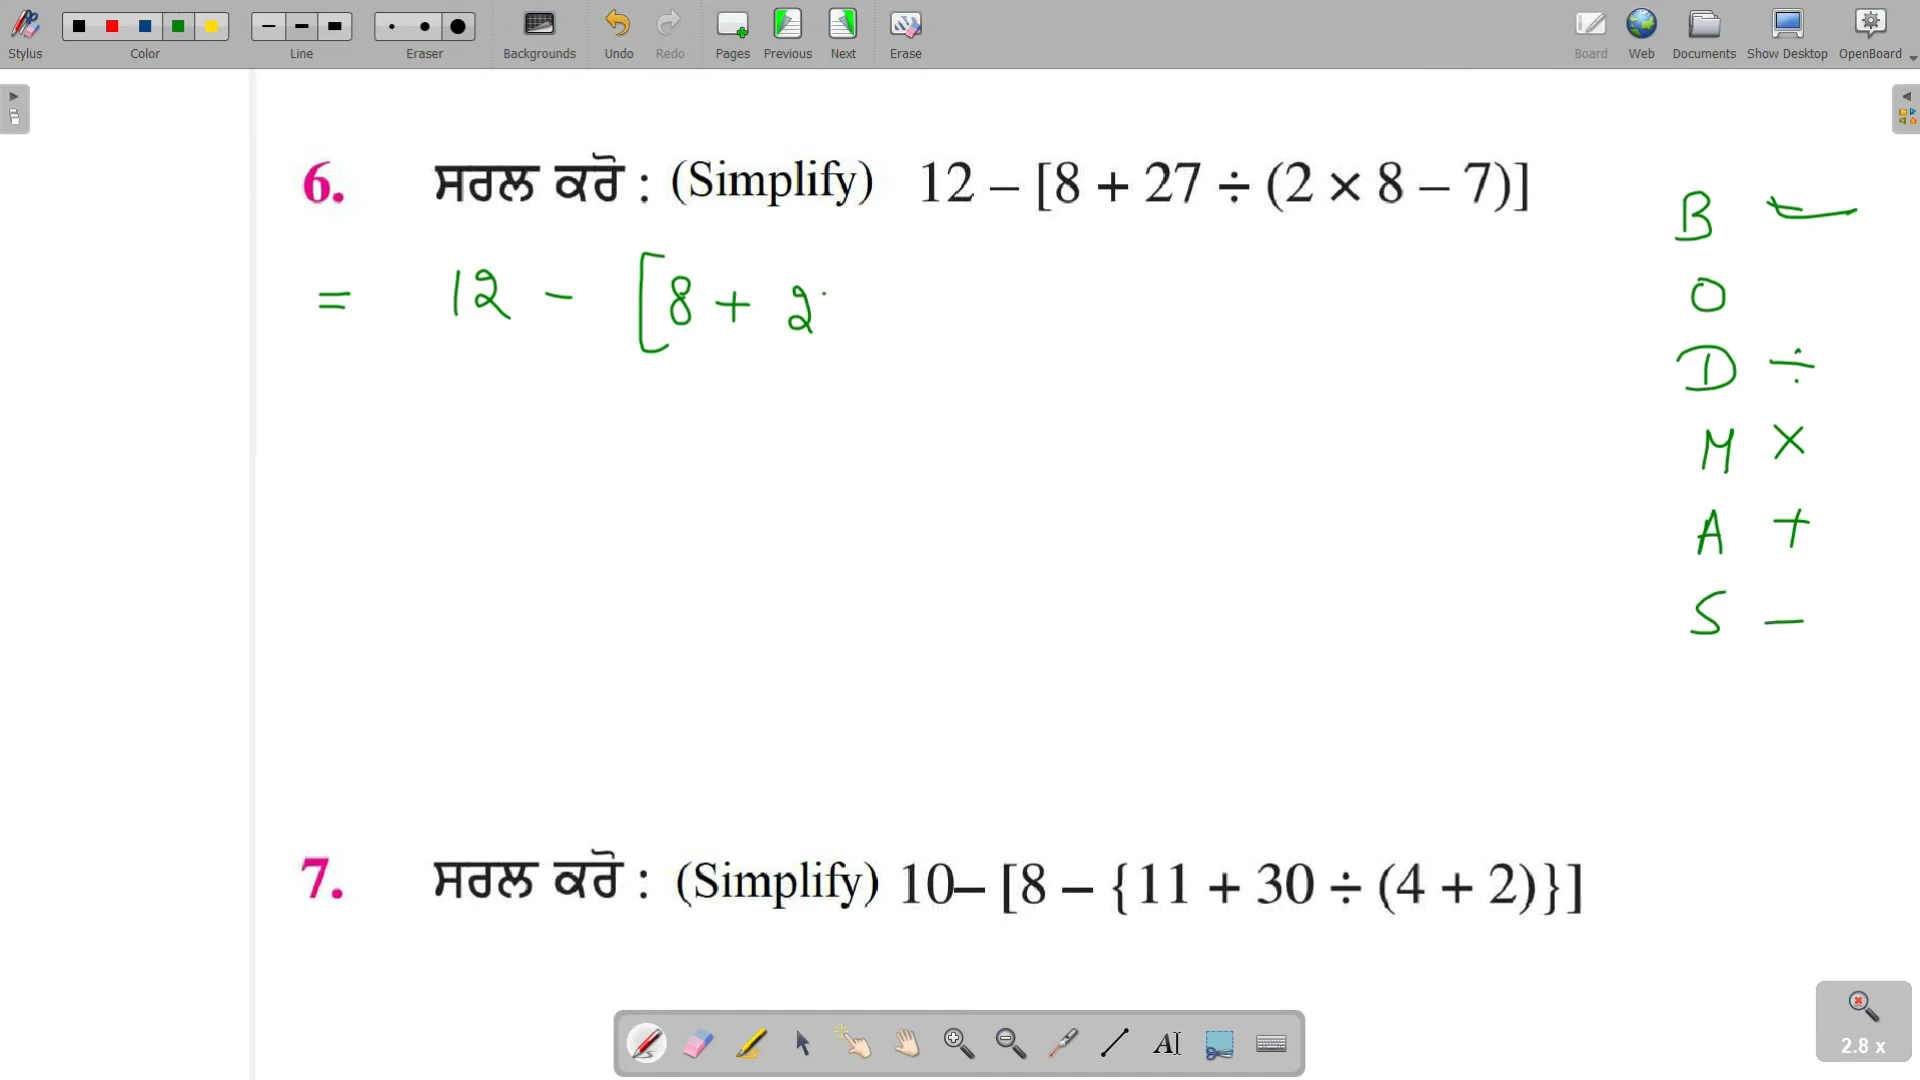 Stylus Color Line Eraser Backgrounds Undo Redo Pages Previous Next Erase Board Web Documents Show Desktop OpenBoard
6. ਸਰਲ ਕਰੋ : (Simplify) 12 – [8 + 27 ÷ (2 × 8 – 7)]
= 12 - [8 + 2
B
O
D ÷
M ×
A +
S -
7. ਸਰਲ ਕਰੋ : (Simplify) 10– [8 – {11 + 30 ÷ (4 + 2)}]
2.8 x